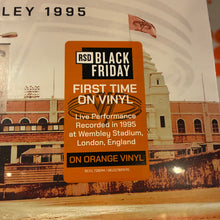 LEY 1995
RSD BLACK
FRIDAY
FIRST TIME
ON VINYL
Live Performance
Recorded in 1995
at Wembley Stadium,
London, England
ON ORANGE VINYL